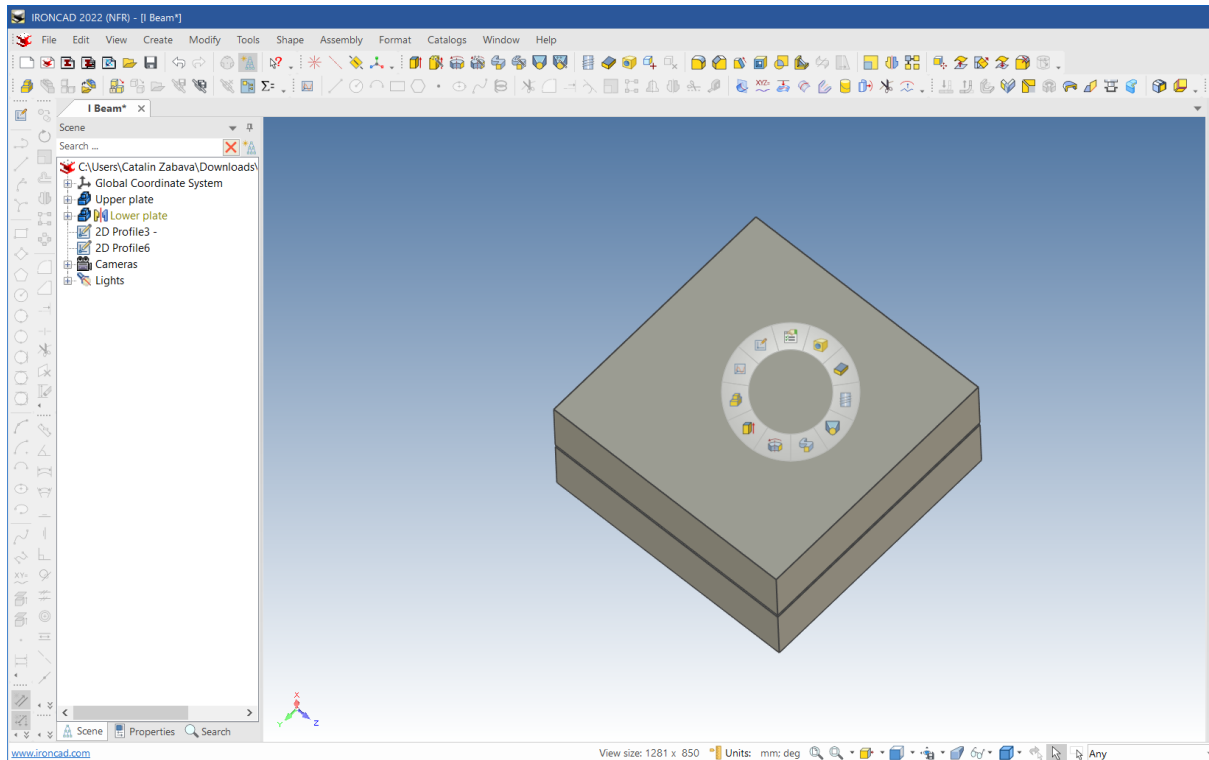 IRONCAD 2022 (NFR) - [I Beam*]
File Edit View Create Modify Tools Shape Assembly Format Catalogs Window Help
I Beam*
Scene
Search ...
C:\Users\Catalin Zabava\Downloads\
Global Coordinate System
Upper plate
Lower plate
2D Profile3 -
2D Profile6
Cameras
Lights
X
Y
Z
Scene Properties Search
www.ironcad.com View size: 1281 x 850 Units: mm; deg Any